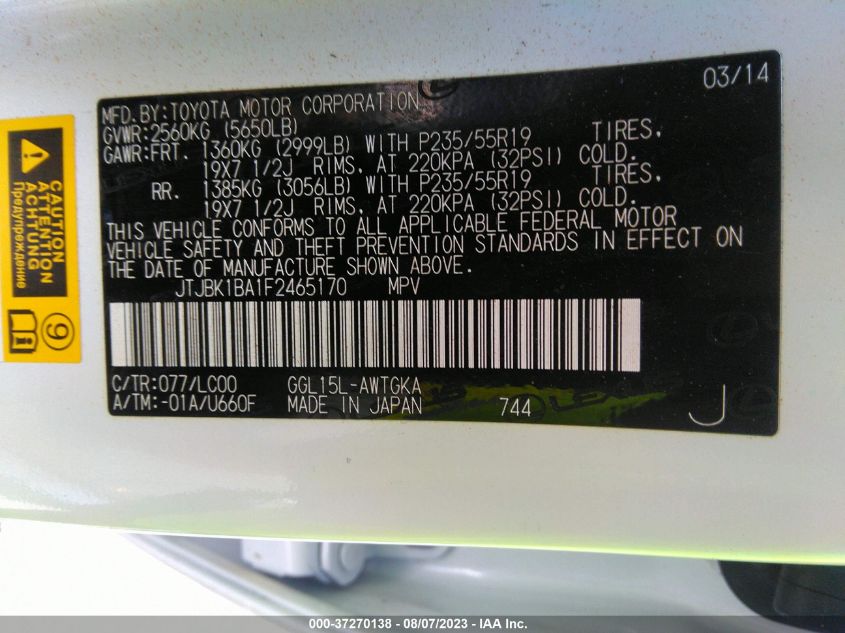 03/14
MFD.BY:TOYOTA MOTOR CORPORATION
GVWR:2560KG (5650LB)
GAWR:FRT. 1360KG (2999LB) WITH P235/55R19 TIRES,
19X7 1/2J RIMS, AT 220KPA (32PSI) COLD.
RR. 1385KG (3056LB) WITH P235/55R19 TIRES,
19X7 1/2J RIMS, AT 220KPA (32PSI) COLD.
THIS VEHICLE CONFORMS TO ALL APPLICABLE FEDERAL MOTOR
VEHICLE SAFETY AND THEFT PREVENTION STANDARDS IN EFFECT ON
THE DATE OF MANUFACTURE SHOWN ABOVE.
JTJBK1BA1F2465170 MPV
C/TR:077/LC00 GGL15L-AWTGKA
A/TM:-01A/U660F MADE IN JAPAN 744 J
CAUTION
ATTENTION
ACHTUNG
Предупреждение
9
000-37270138 - 08/07/2023 - IAA Inc.